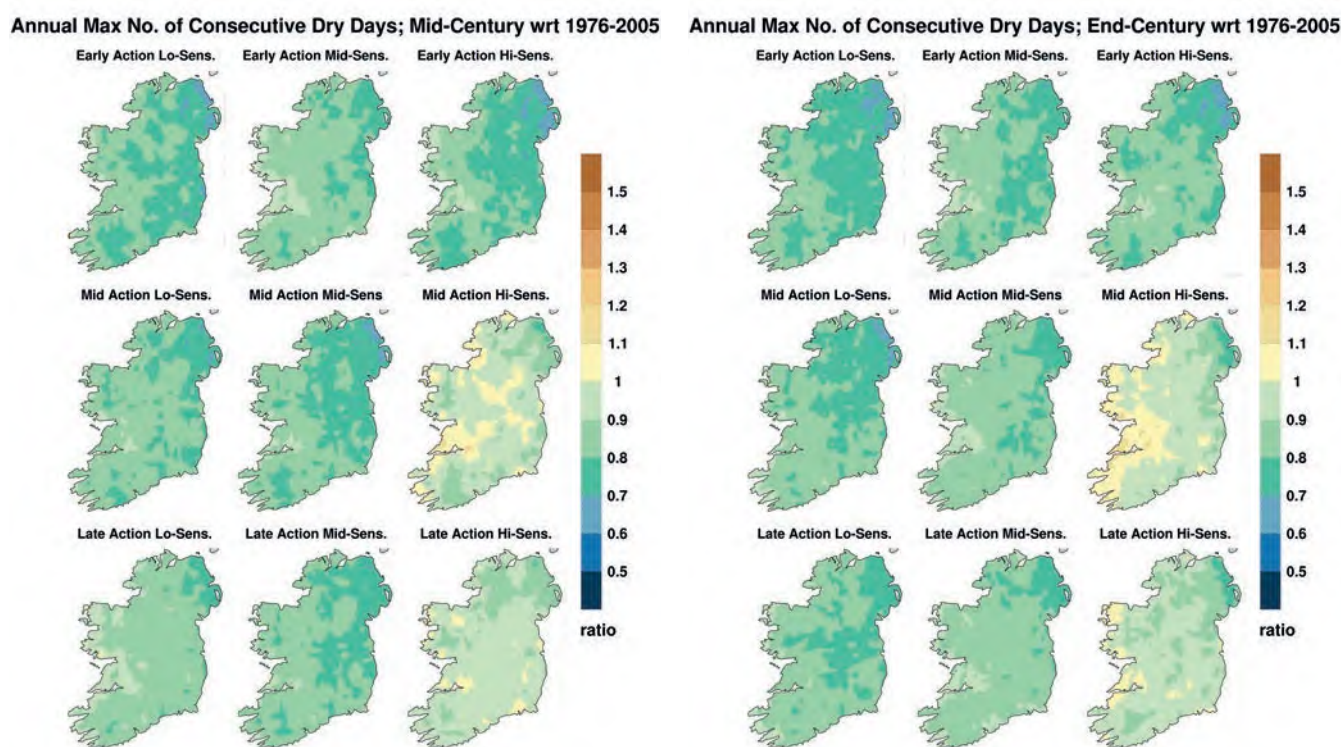 Annual Max No. of Consecutive Dry Days; Mid-Century wrt 1976-2005
Early Action Lo-Sens.
Early Action Mid-Sens.
Early Action Hi-Sens.
Mid Action Lo-Sens.
Mid Action Mid-Sens
Mid Action Hi-Sens.
Late Action Lo-Sens.
Late Action Mid-Sens.
Late Action Hi-Sens.
1.5
1.4
1.3
1.2
1.1
1
0.9
0.8
0.7
0.6
0.5
ratio
Annual Max No. of Consecutive Dry Days; End-Century wrt 1976-2005
Early Action Lo-Sens.
Early Action Mid-Sens.
Early Action Hi-Sens.
Mid Action Lo-Sens.
Mid Action Mid-Sens
Mid Action Hi-Sens.
Late Action Lo-Sens.
Late Action Mid-Sens.
Late Action Hi-Sens.
1.5
1.4
1.3
1.2
1.1
1
0.9
0.8
0.7
0.6
0.5
ratio